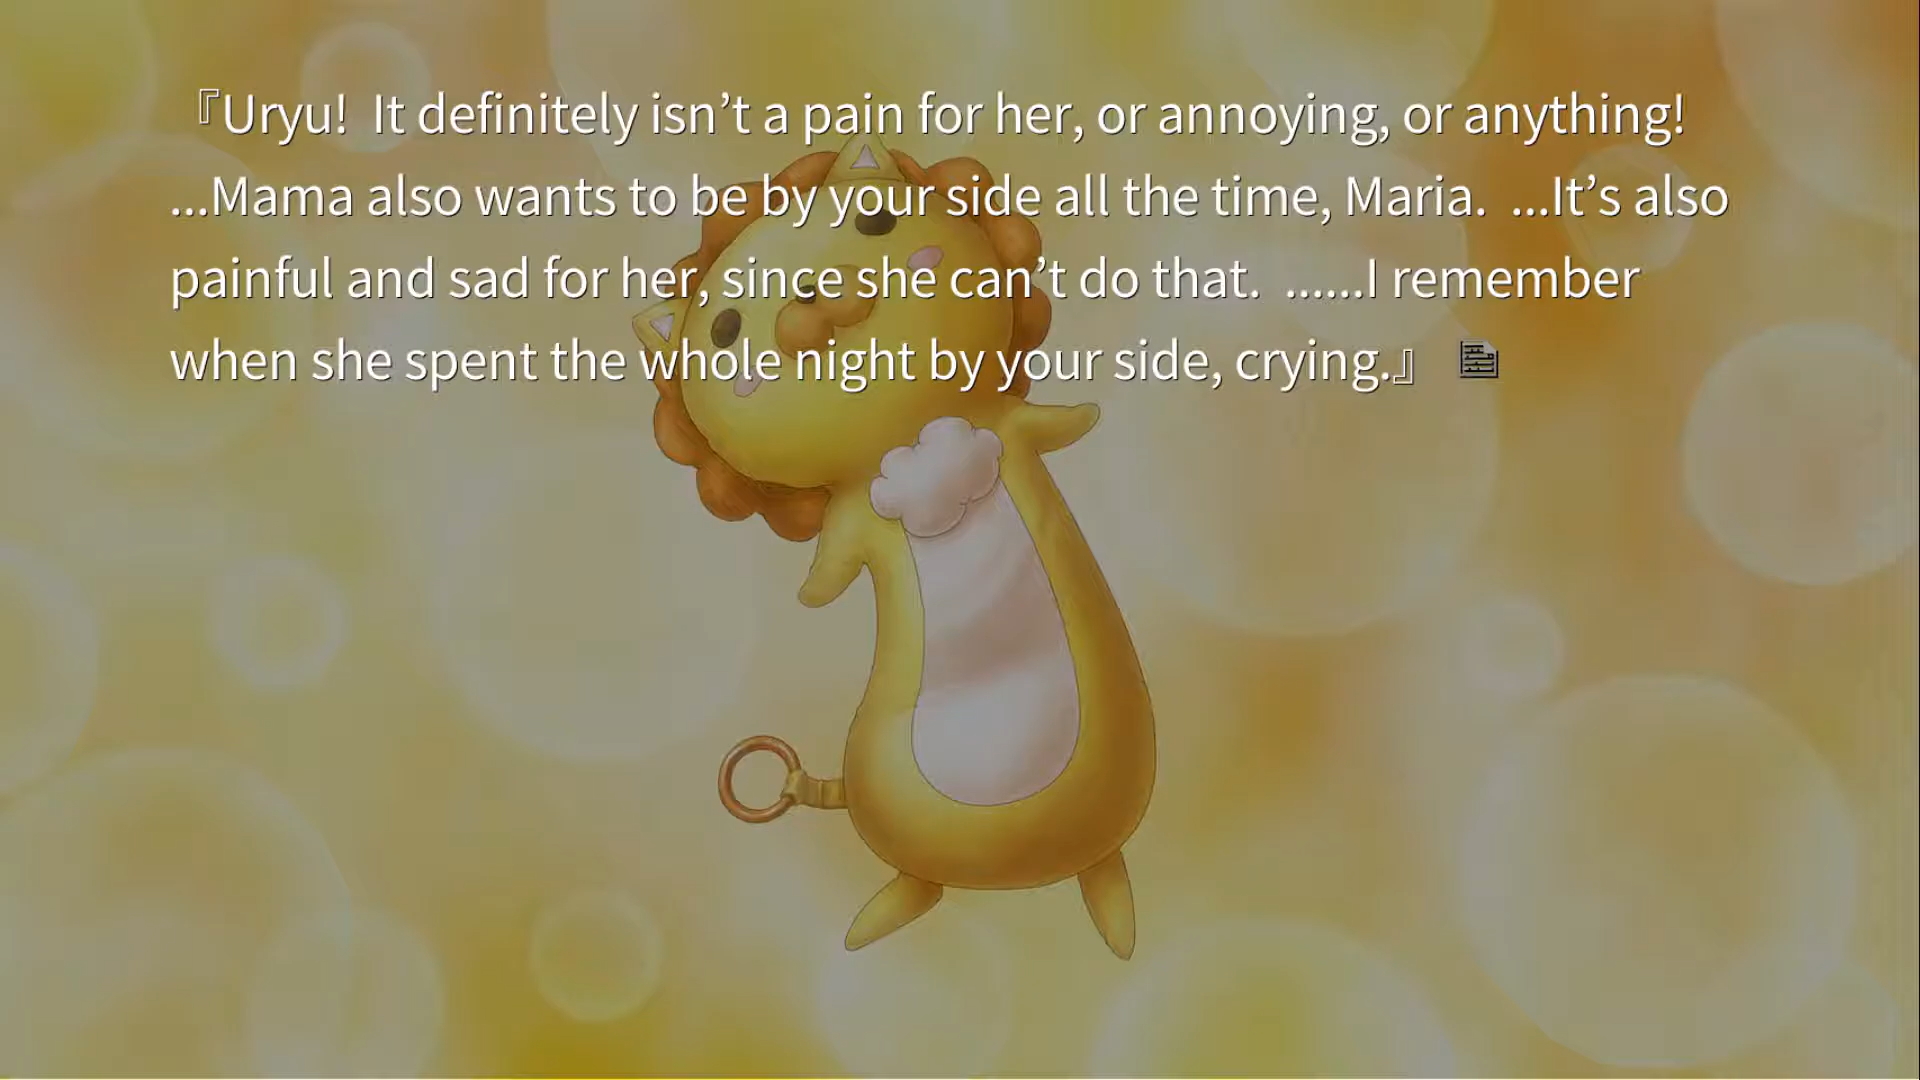 『Uryu!  It definitely isn’t a pain for her, or annoying, or anything!
...Mama also wants to be by your side all the time, Maria.  ...It’s also
painful and sad for her, since she can’t do that.  ......I remember
when she spent the whole night by your side, crying.』